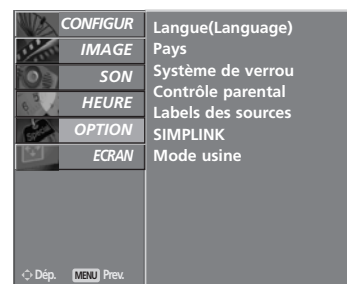 CONFIGUR
IMAGE
SON
HEURE
OPTION
ECRAN
Langue(Language)
Pays
Système de verrou
Contrôle parental
Labels des sources
SIMPLINK
Mode usine
Dép. MENU Prev.